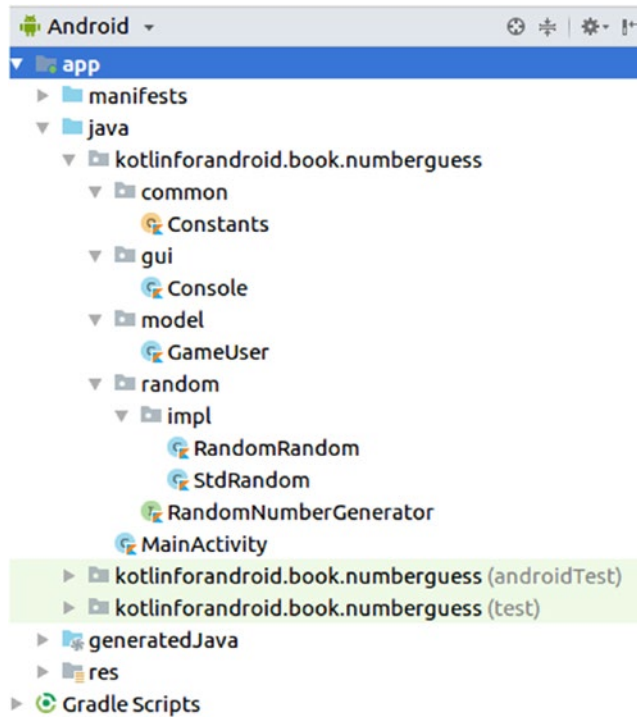 Android
app
manifests
java
kotlinforandroid.book.numberguess
common
Constants
gui
Console
model
GameUser
random
impl
RandomRandom
StdRandom
RandomNumberGenerator
MainActivity
kotlinforandroid.book.numberguess (androidTest)
kotlinforandroid.book.numberguess (test)
generatedJava
res
Gradle Scripts